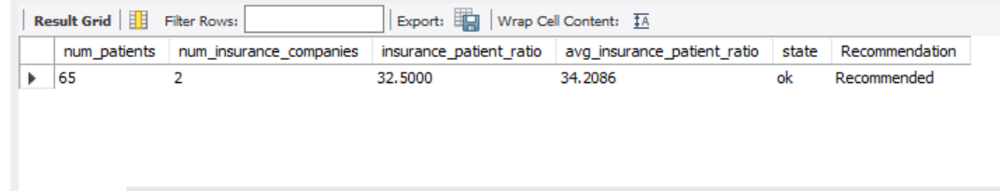 Result Grid Filter Rows: Export: Wrap Cell Content: IA
num_patients num_insurance_companies insurance_patient_ratio avg_insurance_patient_ratio state Recommendation
65 2 32.5000 34.2086 ok Recommended